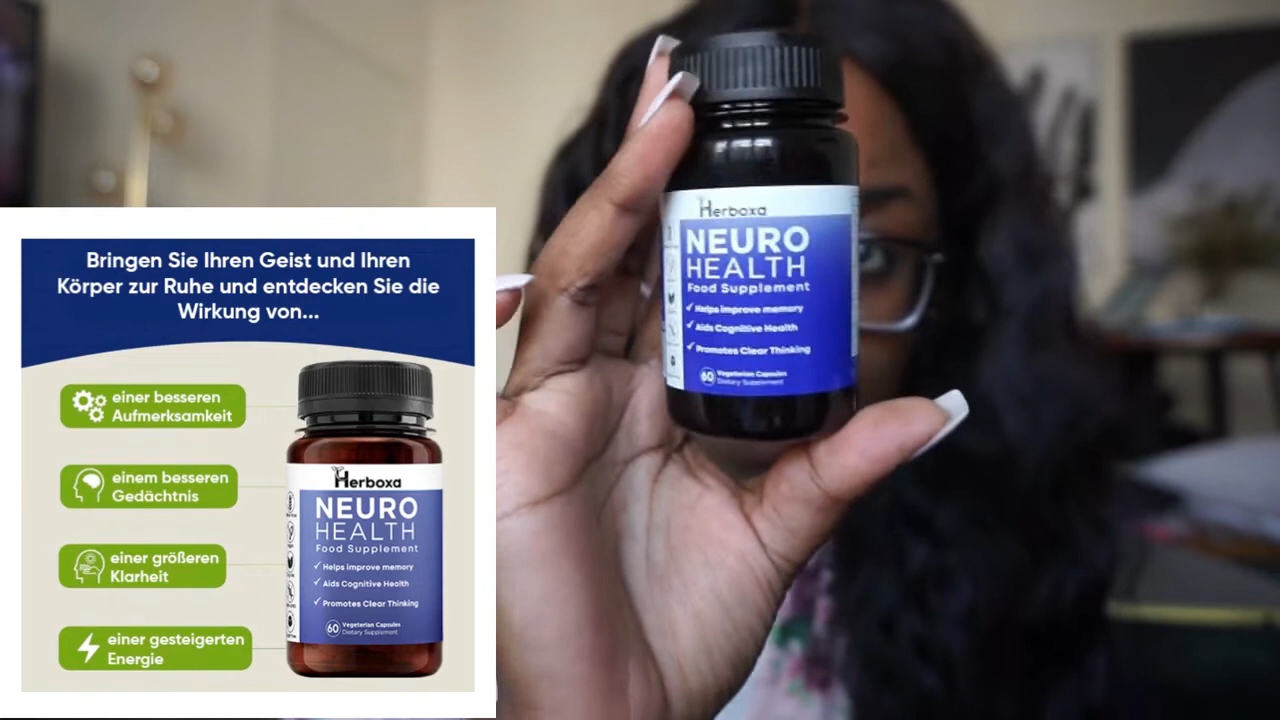 Bringen Sie Ihren Geist und Ihren
Körper zur Ruhe und entdecken Sie die
Wirkung von...
einer besseren
Aufmerksamkeit
einem besseren
Gedächtnis
einer größeren
Klarheit
einer gesteigerten
Energie
Herboxa
NEURO
HEALTH
Food Supplement
Helps improve memory
Aids Cognitive Health
Promotes Clear Thinking
60 Vegetarian Capsules
Dietary Supplement
Herboxa
NEURO
HEALTH
Food Supplement
Helps improve memory
Aids Cognitive Health
Promotes Clear Thinking
60 Vegetarian Capsules
Dietary Supplement